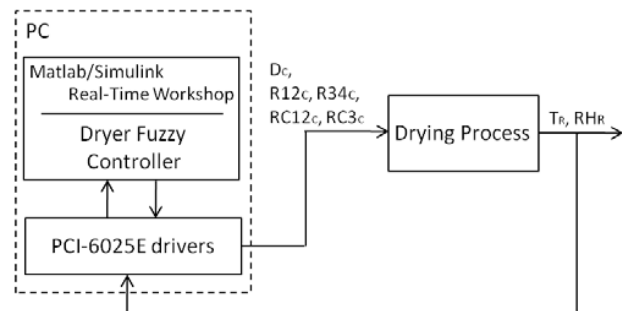 PC
Matlab/Simulink
Real-Time Workshop
Dryer Fuzzy
Controller
PCI-6025E drivers
Dc,
R12c, R34c,
RC12c, RC3c
Drying Process
TR, RHR